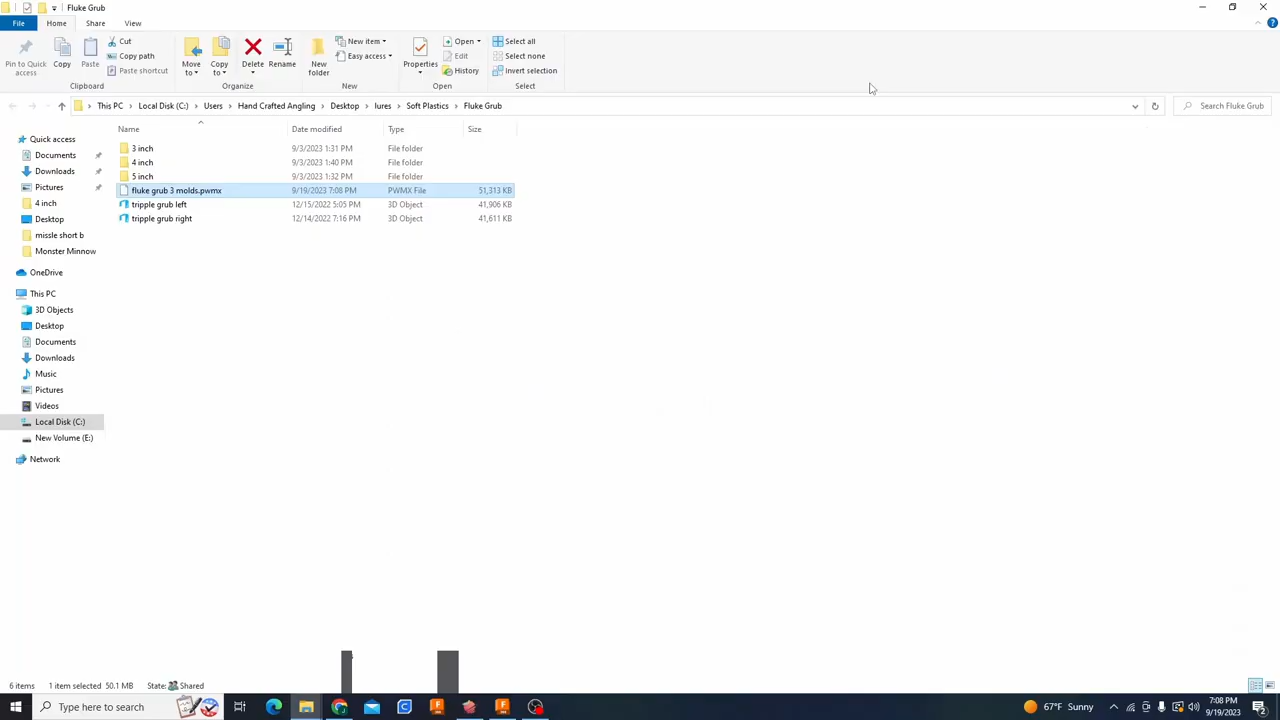 Fluke Grub
File Home Share View
Pin to Quick access
Copy
Paste
Cut
Copy path
Paste shortcut
Clipboard
Move to
Copy to
Delete
Rename
Organize
New folder
New item
Easy access
New
Properties
Open
Edit
History
Open
Select all
Select none
Invert selection
Select
This PC Local Disk (C:) Users Hand Crafted Angling Desktop lures Soft Plastics Fluke Grub
Search Fluke Grub
Name Date modified Type Size
3 inch 9/3/2023 1:31 PM File folder
4 inch 9/3/2023 1:40 PM File folder
5 inch 9/3/2023 1:32 PM File folder
fluke grub 3 molds.pwmx 9/19/2023 7:08 PM PWMX File 51,313 KB
tripple grub left 12/15/2022 5:05 PM 3D Object 41,906 KB
tripple grub right 12/14/2022 7:16 PM 3D Object 41,611 KB
Quick access
Documents
Downloads
Pictures
4 inch
Desktop
missle short b
Monster Minnow
OneDrive
This PC
3D Objects
Desktop
Documents
Downloads
Music
Pictures
Videos
Local Disk (C:)
New Volume (E:)
Network
6 items 1 item selected 50.1 MB State: Shared
Type here to search
67°F Sunny
7:08 PM
9/19/2023
2